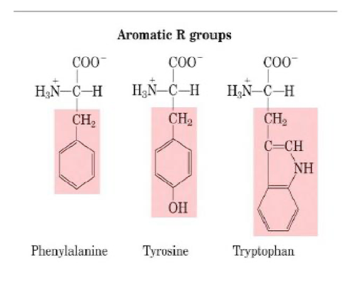 Aromatic R groups
COO⁻ COO⁻ COO⁻
H₃N⁺–C–H H₃N⁺–C–H H₃N⁺–C–H
CH₂ CH₂ CH₂
C=CH
NH
OH
Phenylalanine Tyrosine Tryptophan